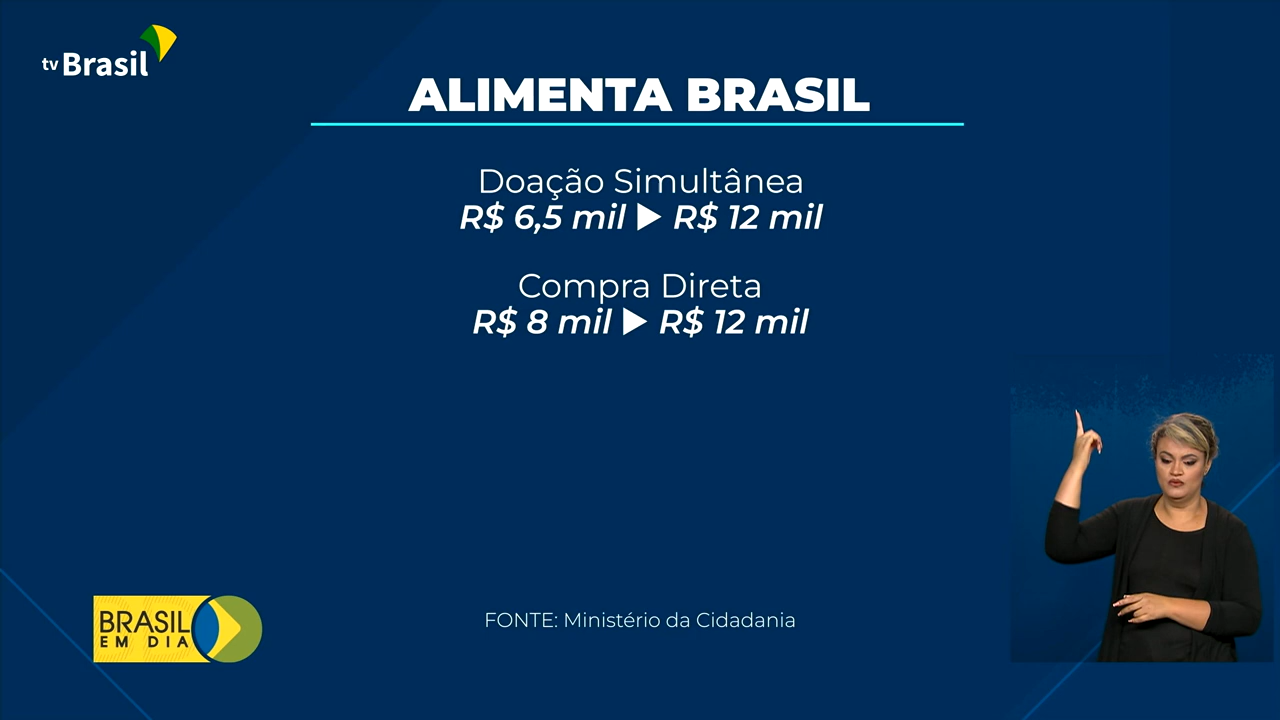 tv Brasil
ALIMENTA BRASIL
Doação Simultânea
R$ 6,5 mil ▶ R$ 12 mil
Compra Direta
R$ 8 mil ▶ R$ 12 mil
BRASIL
EM DIA
FONTE: Ministério da Cidadania